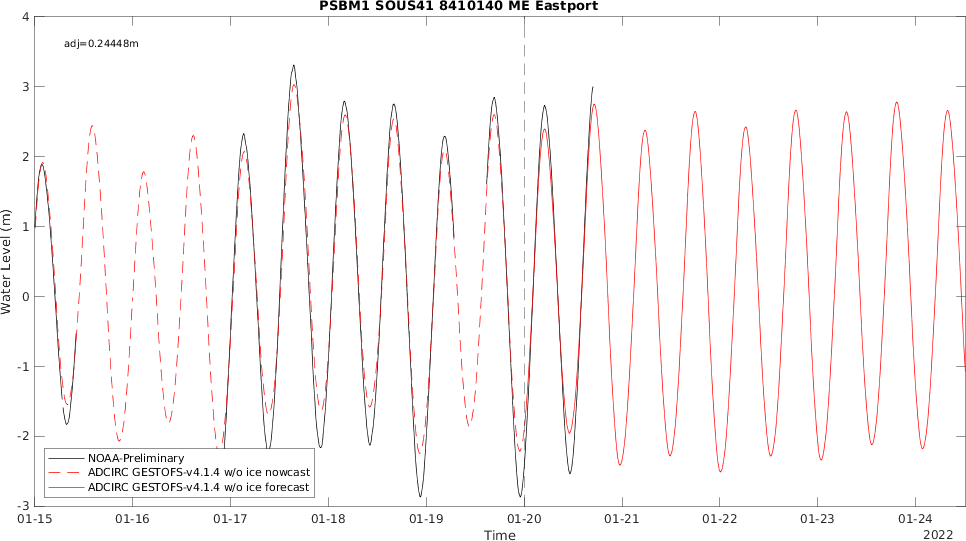 PSBM1 SOUS41 8410140 ME Eastport
adj=0.24448m
Water Level (m)
4
3
2
1
0
-1
-2
-3
NOAA-Preliminary
ADCIRC GESTOFS-v4.1.4 w/o ice nowcast
ADCIRC GESTOFS-v4.1.4 w/o ice forecast
01-15 01-16 01-17 01-18 01-19 01-20 01-21 01-22 01-23 01-24
Time
2022